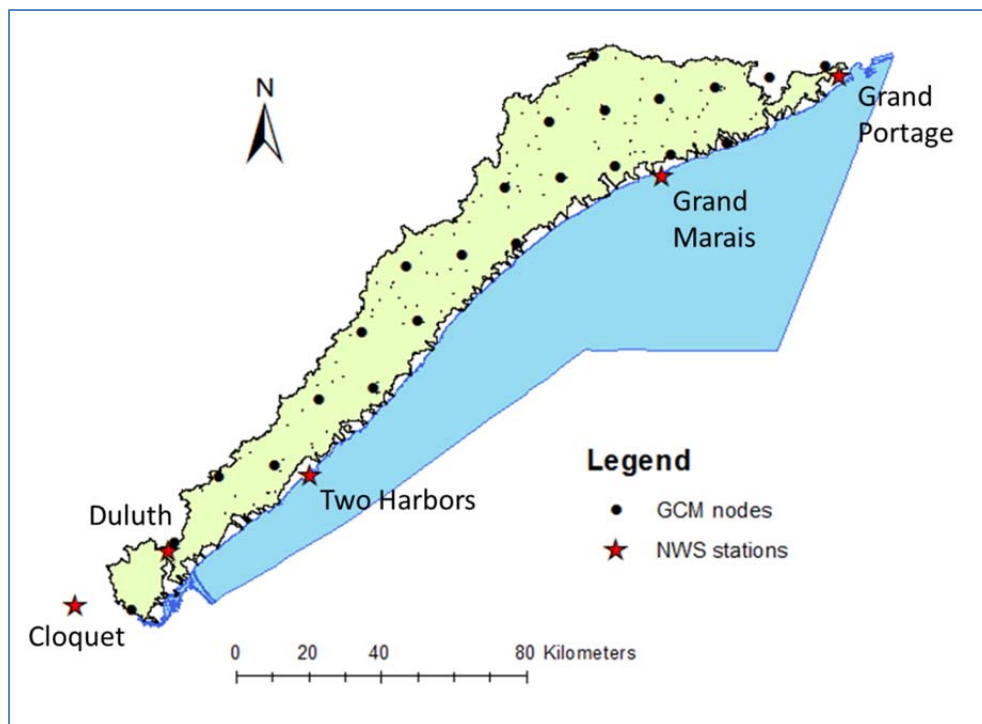 N
Grand
Portage
Grand
Marais
Legend
GCM nodes
NWS stations
Two Harbors
Duluth
Cloquet
0 20 40 80 Kilometers